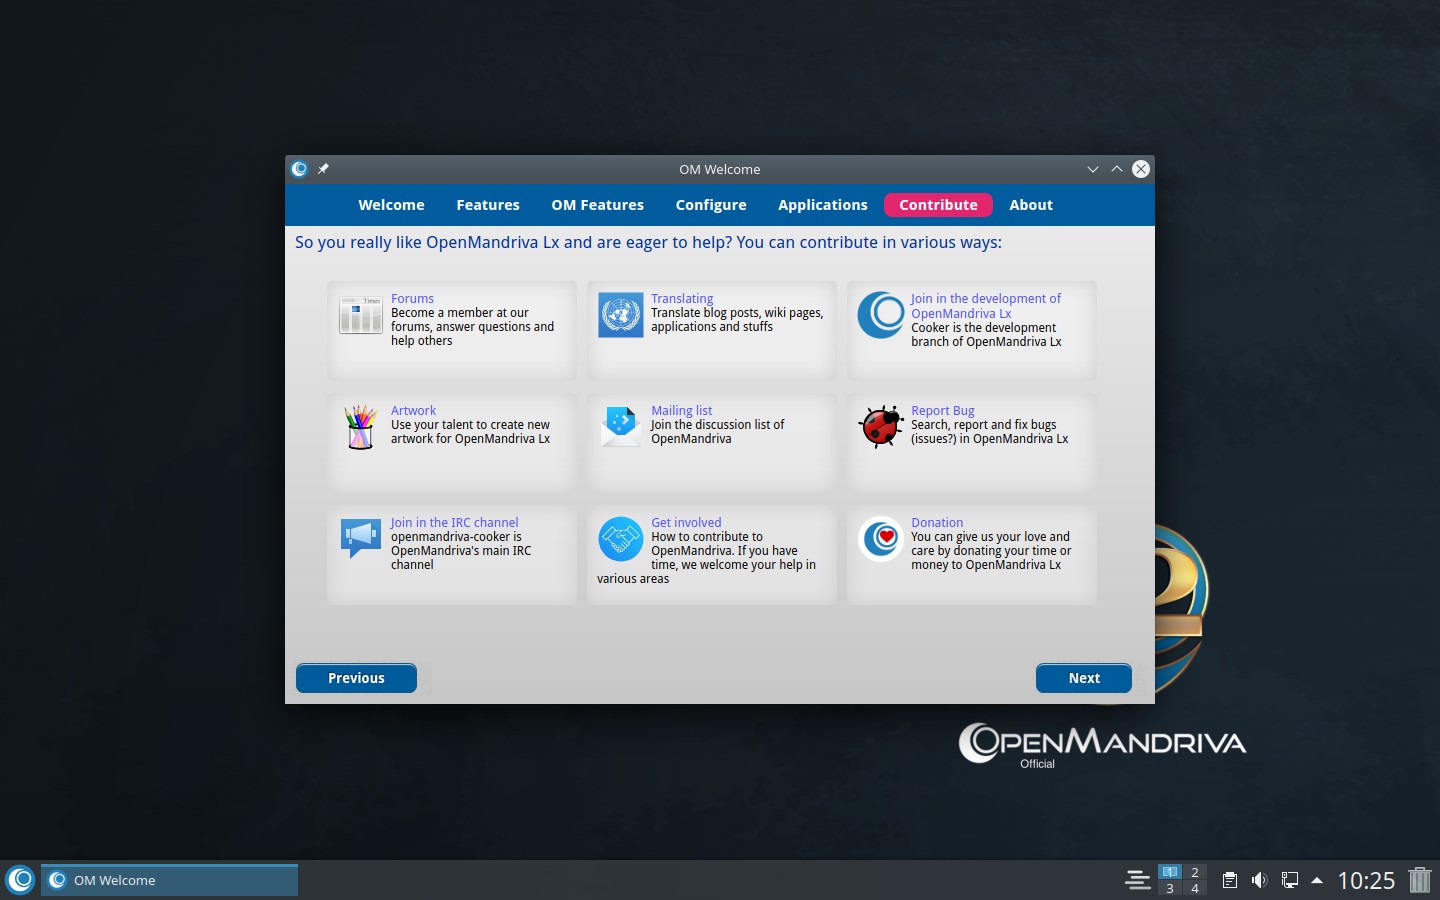 OM Welcome
Welcome Features OM Features Configure Applications Contribute About
So you really like OpenMandriva Lx and are eager to help? You can contribute in various ways:
Times
Forums
Become a member at our
forums, answer questions and
help others
Translating
Translate blog posts, wiki pages,
applications and stuffs
Join in the development of
OpenMandriva Lx
Cooker is the development
branch of OpenMandriva Lx
Artwork
Use your talent to create new
artwork for OpenMandriva Lx
Mailing list
Join the discussion list of
OpenMandriva
Report Bug
Search, report and fix bugs
(issues?) in OpenMandriva Lx
Join in the IRC channel
openmandriva-cooker is
OpenMandriva's main IRC
channel
Get involved
How to contribute to
OpenMandriva. If you have
time, we welcome your help in
various areas
Donation
You can give us your love and
care by donating your time or
money to OpenMandriva Lx
Previous
Next
2
OPENMANDRIVA
Official
OM Welcome
1 2
3 4
10:25